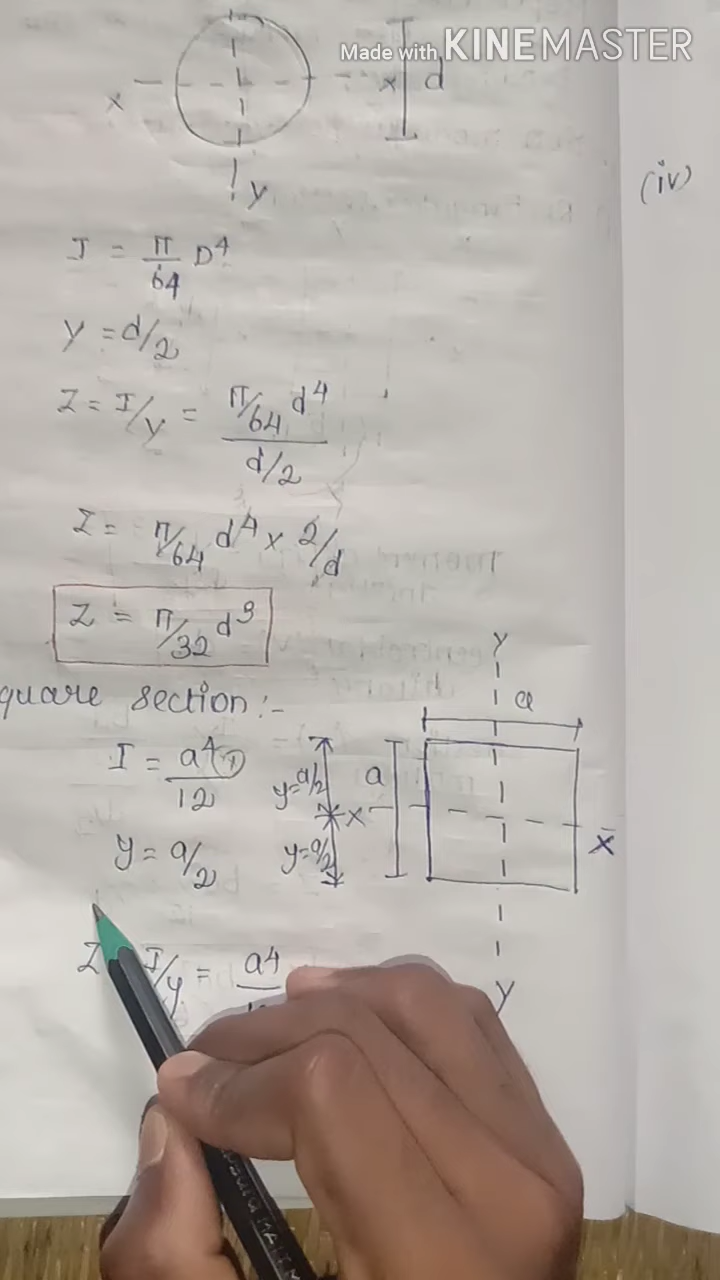 Made with KINEMASTER
x x d
y
(iv)
I = π/64 D⁴
Y = d/2
Z = I/Y = π/64 d⁴ / d/2
Z = π/64 d⁴ x 2/d
Z = π/32 d³
quare section :-
Y
a
I = a⁴/12
y=a/2 a
x x
y = a/2 y=a/2
Z I/y = a⁴
Y